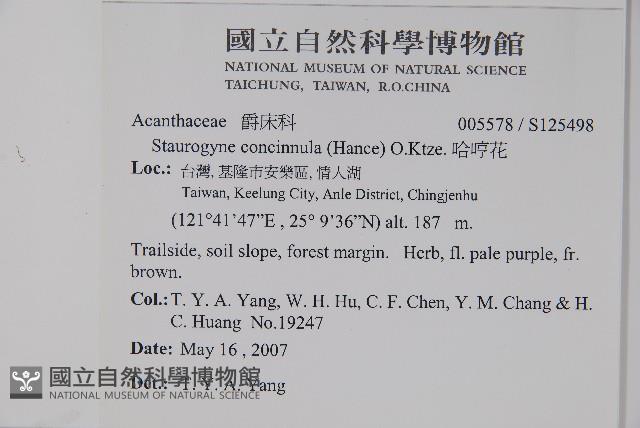 國立自然科學博物館
NATIONAL MUSEUM OF NATURAL SCIENCE
TAICHUNG, TAIWAN, R.O.CHINA
Acanthaceae 爵床科 005578 / S125498
Staurogyne concinnula (Hance) O.Ktze. 哈哼花
Loc.: 台灣, 基隆市安樂區, 情人湖
Taiwan, Keelung City, Anle District, Chingjenhu
(121°41'47”E , 25° 9'36”N) alt. 187 m.
Trailside, soil slope, forest margin. Herb, fl. pale purple, fr.
brown.
Col.: T. Y. A. Yang, W. H. Hu, C. F. Chen, Y. M. Chang & H.
C. Huang No.19247
Date: May 16 , 2007
Det.: T. Y. A. Yang
國立自然科學博物館
NATIONAL MUSEUM OF NATURAL SCIENCE